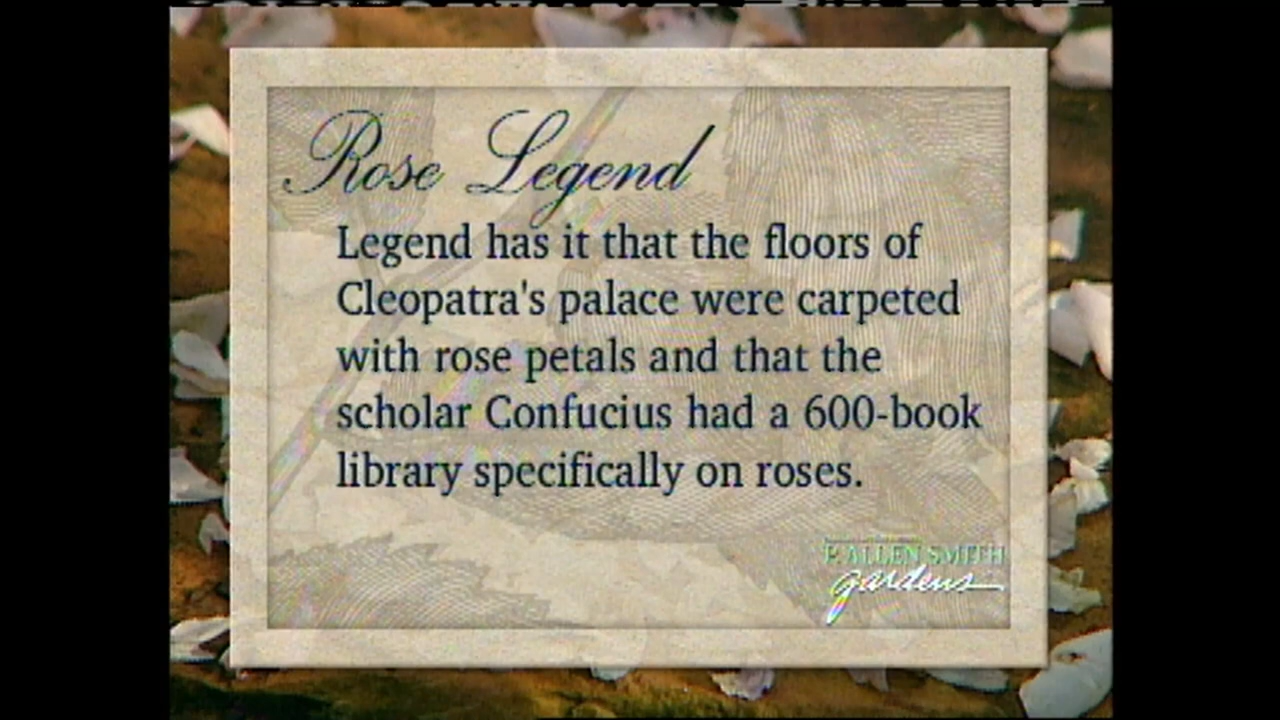 Rose Legend
Legend has it that the floors of
Cleopatra's palace were carpeted
with rose petals and that the
scholar Confucius had a 600-book
library specifically on roses.
P. ALLEN SMITH
gardens